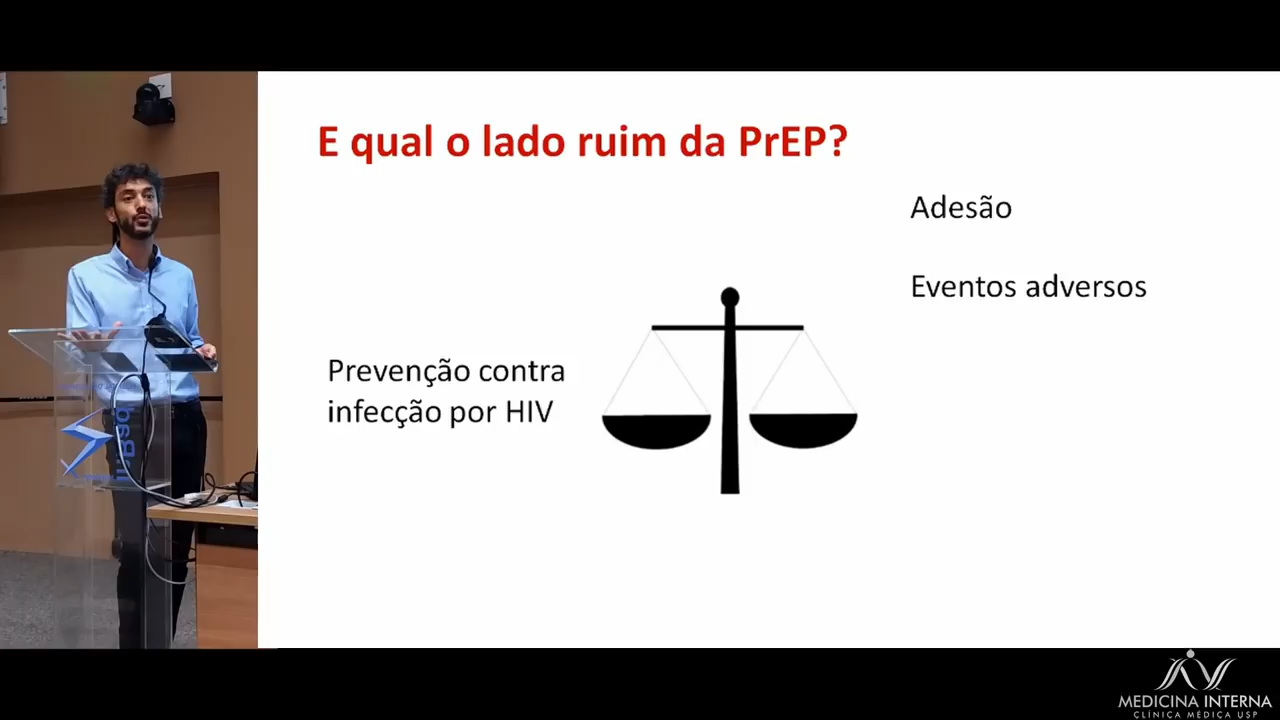 E qual o lado ruim da PrEP?
Adesão
Eventos adversos
Prevenção contra
infecção por HIV
MEDICINA INTERNA
CLÍNICA MÉDICA USP